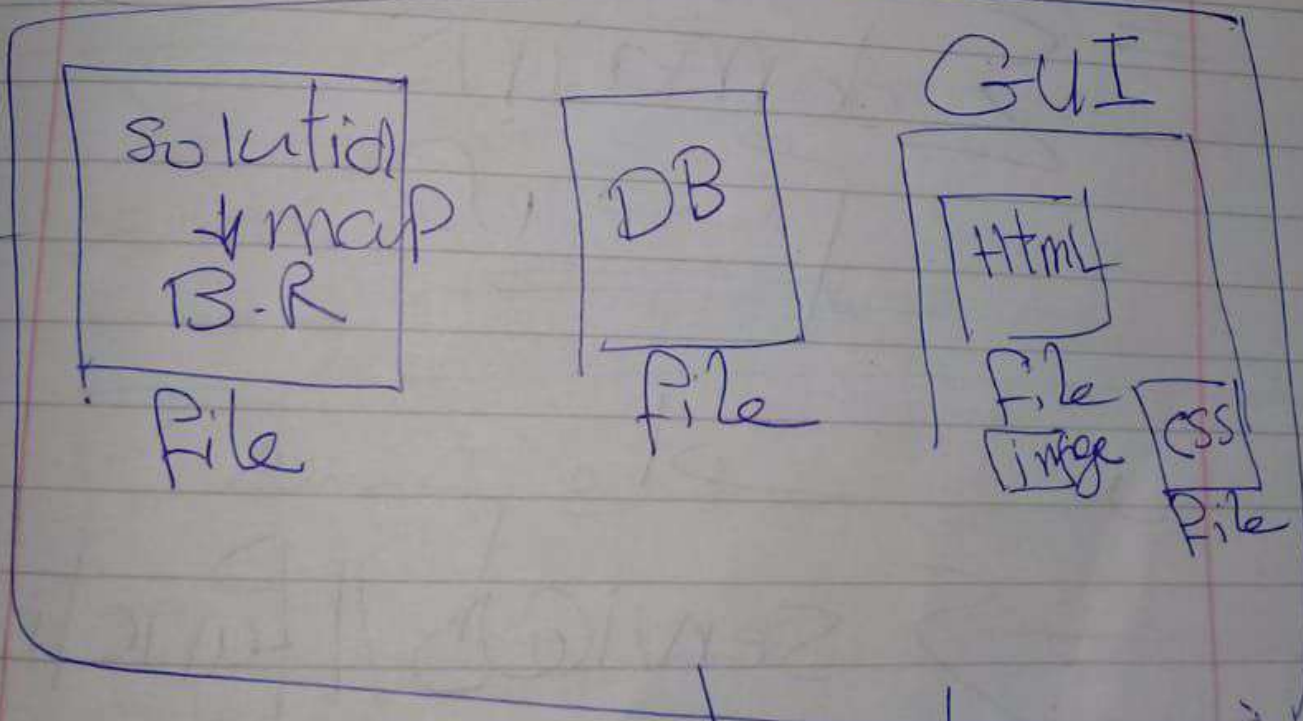 solution
↓ map
B.R
file
DB
file
GUI
Html
file
image
css
file